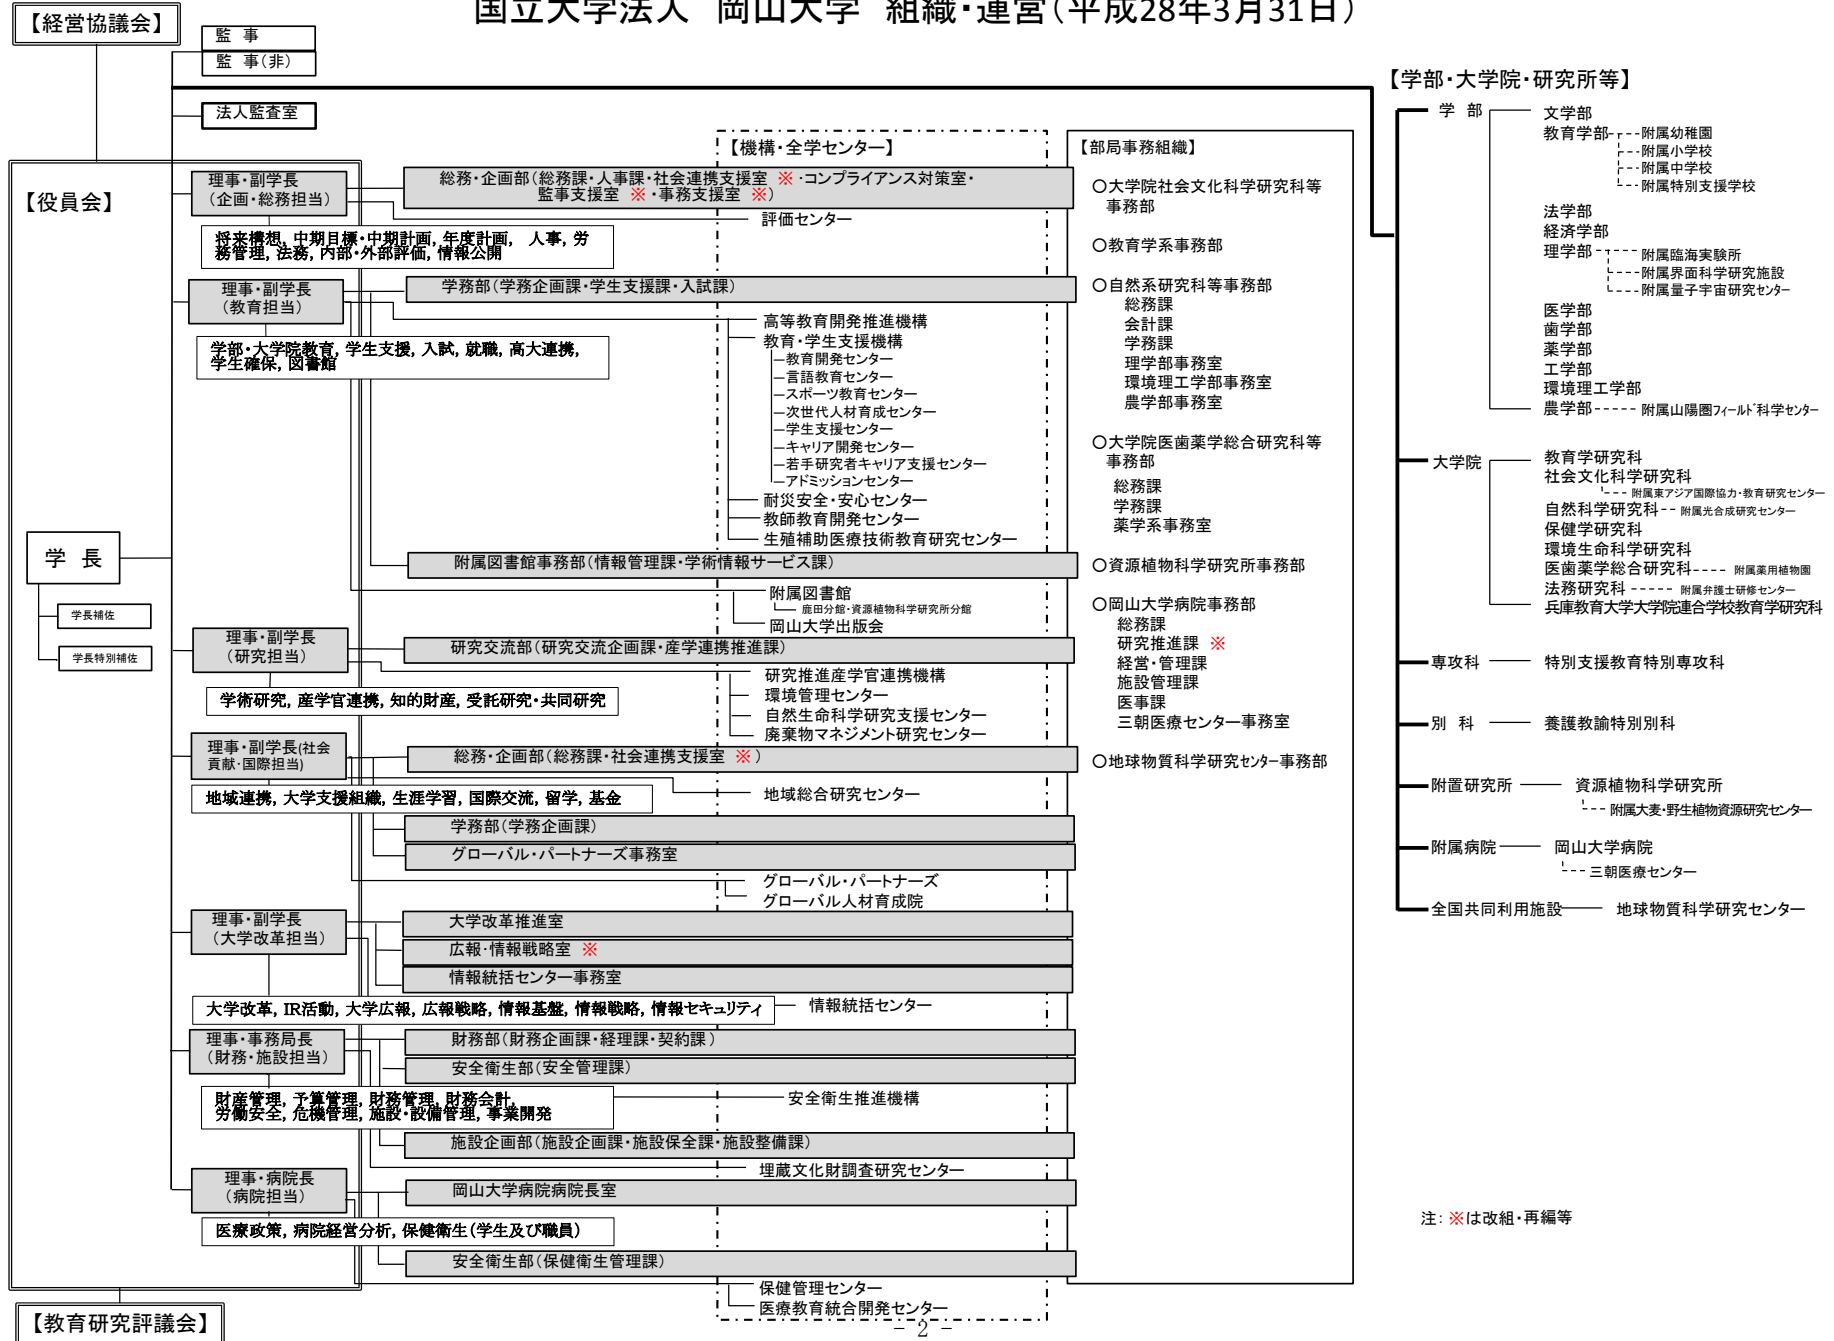 国立大学法人　岡山大学　組織・運営（平成28年3月31日）
【経営協議会】
監　事
監　事（非）
法人監査室
【役員会】
学　長
学長補佐
学長特別補佐
【教育研究評議会】
理事・副学長
（企画・総務担当）
将来構想, 中期目標・中期計画, 年度計画,　人事, 労
務管理, 法務, 内部・外部評価, 情報公開
理事・副学長
（教育担当）
学部・大学院教育, 学生支援, 入試, 就職, 高大連携,
学生確保, 図書館
理事・副学長
（研究担当）
学術研究, 産学官連携, 知的財産, 受託研究・共同研究
理事・副学長(社会
貢献・国際担当)
地域連携, 大学支援組織, 生涯学習, 国際交流, 留学, 基金
理事・副学長
（大学改革担当）
大学改革, IR活動, 大学広報, 広報戦略, 情報基盤, 情報戦略, 情報セキュリティ
理事・事務局長
（財務・施設担当）
財産管理, 予算管理, 財務管理, 財務会計,
労働安全, 危機管理, 施設・設備管理, 事業開発
理事・病院長
（病院担当）
医療政策, 病院経営分析, 保健衛生（学生及び職員）
【機構・全学センター】
総務・企画部（総務課・人事課・社会連携支援室 ※ ・コンプライアンス対策室・
監事支援室 ※ ・事務支援室 ※）
評価センター
学務部（学務企画課・学生支援課・入試課）
高等教育開発推進機構
教育・学生支援機構
教育開発センター
言語教育センター
スポーツ教育センター
次世代人材育成センター
学生支援センター
キャリア開発センター
若手研究者キャリア支援センター
アドミッションセンター
耐災安全・安心センター
教師教育開発センター
生殖補助医療技術教育研究センター
附属図書館事務部（情報管理課・学術情報サービス課）
附属図書館
鹿田分館・資源植物科学研究所分館
岡山大学出版会
研究交流部（研究交流企画課・産学連携推進課）
研究推進産学官連携機構
環境管理センター
自然生命科学研究支援センター
廃棄物マネジメント研究センター
総務・企画部（総務課・社会連携支援室 ※ ）
地域総合研究センター
学務部（学務企画課）
グローバル・パートナーズ事務室
グローバル・パートナーズ
グローバル人材育成院
大学改革推進室
広報・情報戦略室 ※
情報統括センター事務室
情報統括センター
財務部（財務企画課・経理課・契約課）
安全衛生部（安全管理課）
安全衛生推進機構
施設企画部（施設企画課・施設保全課・施設整備課）
埋蔵文化財調査研究センター
岡山大学病院病院長室
安全衛生部（保健衛生管理課）
保健管理センター
医療教育統合開発センター
【部局事務組織】
○大学院社会文化科学研究科等
事務部
○教育学系事務部
○自然系研究科等事務部
総務課
会計課
学務課
理学部事務室
環境理工学部事務室
農学部事務室
○大学院医歯薬学総合研究科等
事務部
総務課
学務課
薬学系事務室
○資源植物科学研究所事務部
○岡山大学病院事務部
総務課
研究推進課 ※
経営・管理課
施設管理課
医事課
三朝医療センター事務室
○地球物質科学研究センター事務部
【学部・大学院・研究所等】
学　部
文学部
教育学部
附属幼稚園
附属小学校
附属中学校
附属特別支援学校
法学部
経済学部
理学部
附属臨海実験所
附属界面科学研究施設
附属量子宇宙研究センター
医学部
歯学部
薬学部
工学部
環境理工学部
農学部
附属山陽圏フィールド科学センター
大学院
教育学研究科
社会文化科学研究科
附属東アジア国際協力・教育研究センター
自然科学研究科
附属光合成研究センター
保健学研究科
環境生命科学研究科
医歯薬学総合研究科
附属薬用植物園
法務研究科
附属弁護士研修センター
兵庫教育大学大学院連合学校教育学研究科
専攻科
特別支援教育特別専攻科
別　科
養護教諭特別別科
附置研究所
資源植物科学研究所
附属大麦・野生植物資源研究センター
附属病院
岡山大学病院
三朝医療センター
全国共同利用施設
地球物質科学研究センター
注：※は改組・再編等
- 2 -